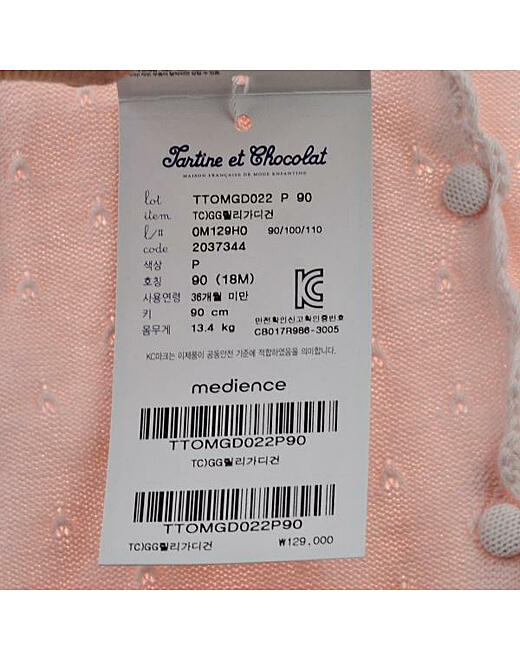 Tartine et Chocolat
MAISON FRANÇAISE DE MODE ENFANTINE
lot TTOMGD022 P 90
item TC)GG릴리가디건
l/# 0M129H0 90/100/110
code 2037344
색상 P
호칭 90 (18M)
사용연령 36개월 미만
키 90 cm
몸무게 13.4 kg
KC
안전확인신고확인증번호
CB017R986-3005
KC마크는 이제품이 공통안전 기준에 적합하였음을 의미합니다.
medience
TTOMGD022P90
TC)GG릴리가디건
TTOMGD022P90
TC)GG릴리가디건 ₩129,000